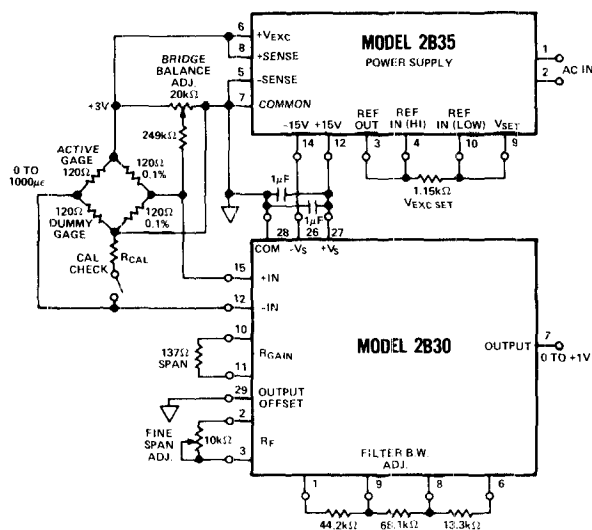 MODEL 2B35
POWER SUPPLY
6
+VEXC
8
+SENSE
5
-SENSE
7
COMMON
1
2
AC IN
-15V
+15V
REF
OUT
REF
IN (HI)
REF
IN (LOW)
VSET
14
12
3
4
10
9
1.15kΩ
VEXC SET
BRIDGE
BALANCE
ADJ.
20kΩ
+3V
249kΩ
ACTIVE
GAGE
120Ω
120Ω
0.1%
0 TO
1000με
120Ω
DUMMY
GAGE
120Ω
0.1%
RCAL
CAL
CHECK
1μF
1μF
28
26
27
COM
-VS
+VS
15
+IN
12
-IN
10
137Ω
SPAN
RGAIN
11
29
OUTPUT
OFFSET
2
FINE
SPAN
ADJ.
10kΩ
RF
3
MODEL 2B30
OUTPUT
7
0 TO +1V
FILTER B.W.
ADJ.
1
9
8
6
44.2kΩ
68.1kΩ
13.3kΩ